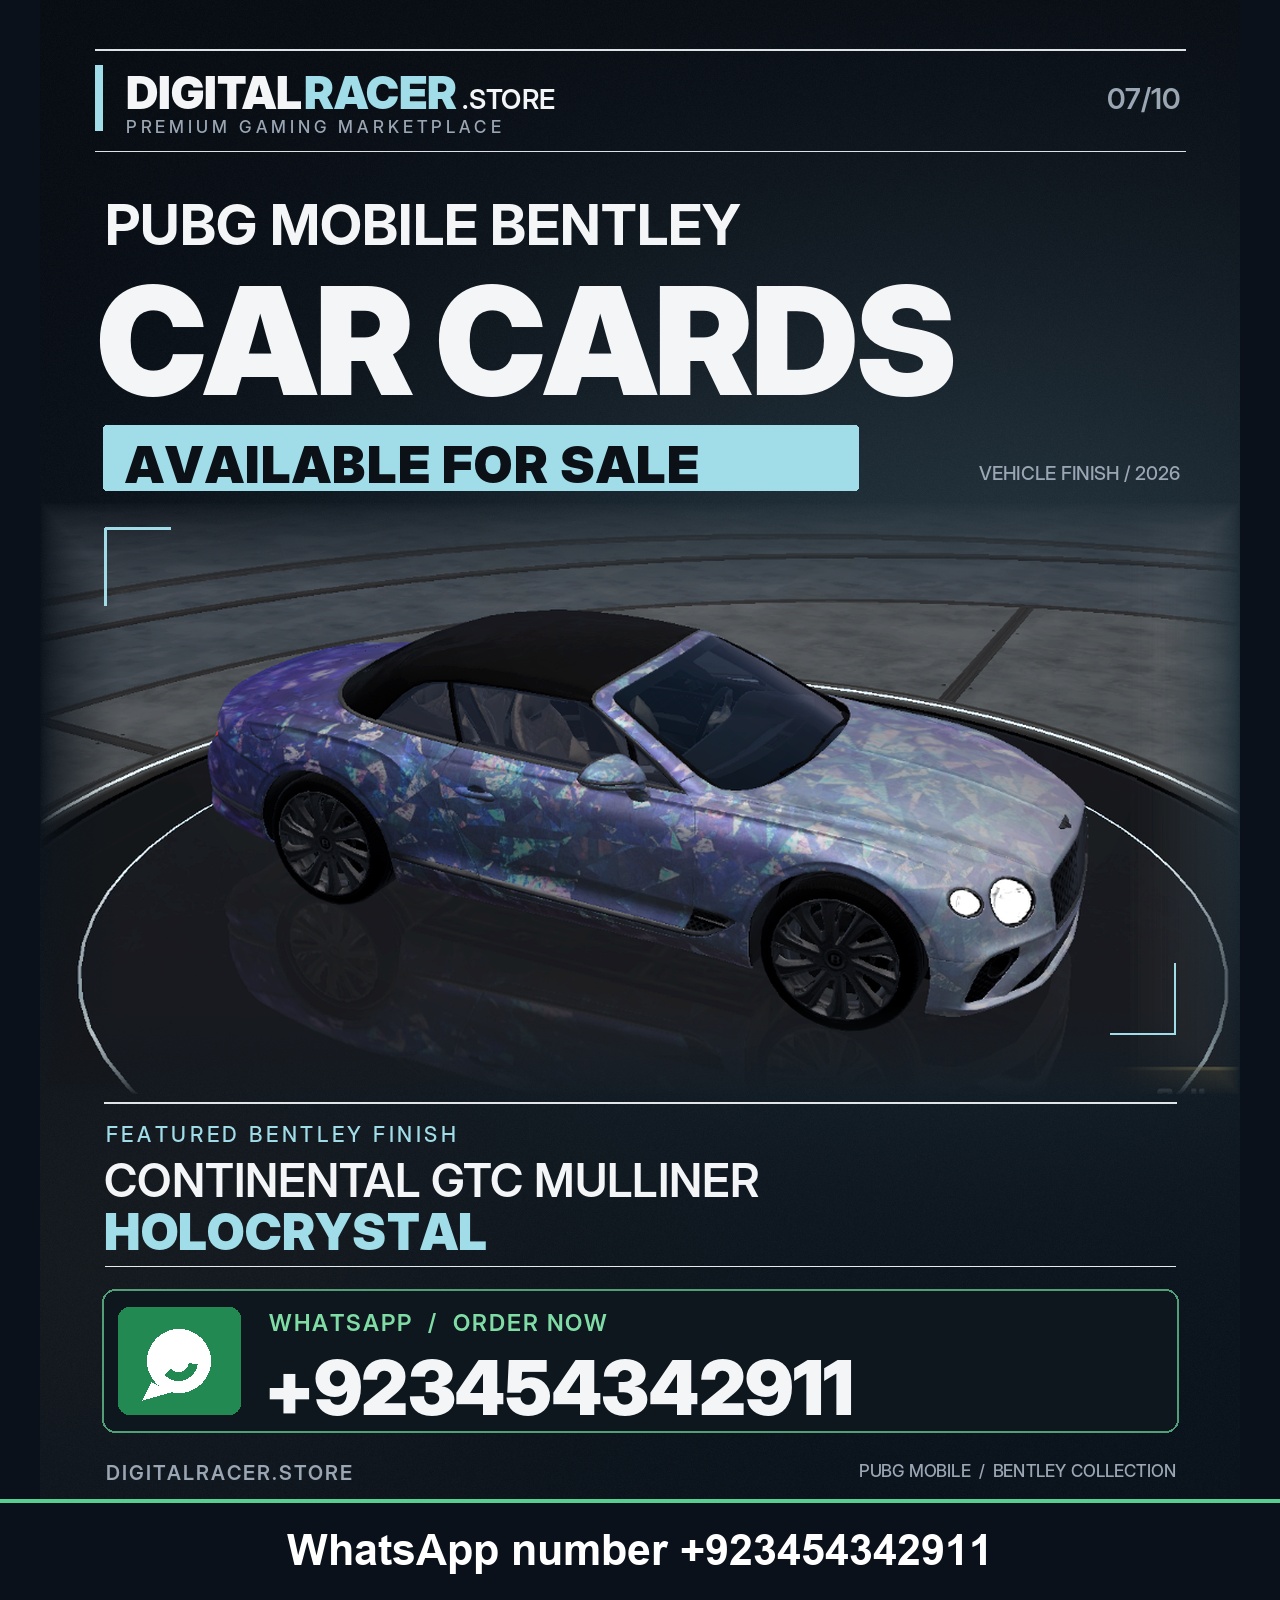 DIGITALRACER.STORE
PREMIUM GAMING MARKETPLACE
07/10
PUBG MOBILE BENTLEY
CAR CARDS
AVAILABLE FOR SALE
VEHICLE FINISH / 2026
FEATURED BENTLEY FINISH
CONTINENTAL GTC MULLINER
HOLOCRYSTAL
WHATSAPP / ORDER NOW
+923454342911
DIGITALRACER.STORE
PUBG MOBILE / BENTLEY COLLECTION
WhatsApp number +923454342911